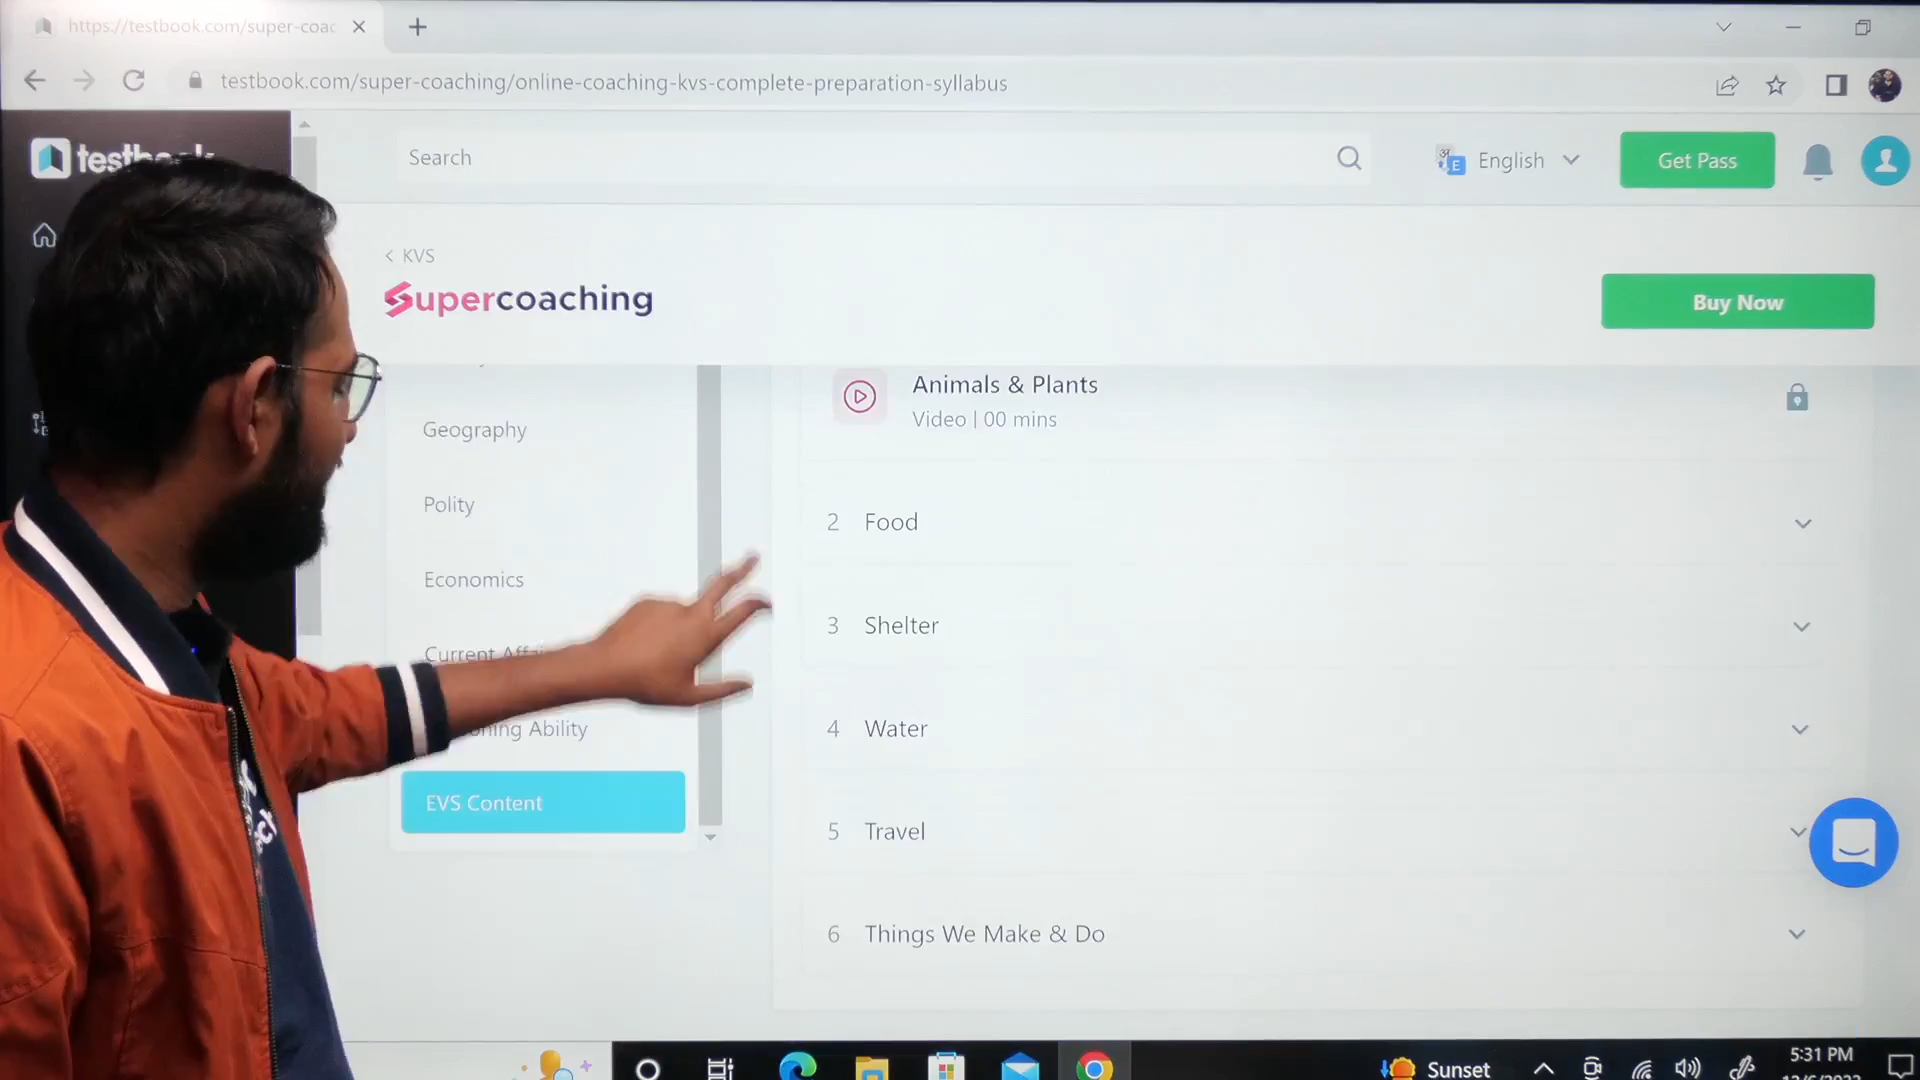 https://testbook.com/super-coac
testbook.com/super-coaching/online-coaching-kvs-complete-preparation-syllabus
testbook
Search
English
Get Pass
KVS
Supercoaching
Buy Now
Animals & Plants
Video | 00 mins
Geography
Polity
Economics
Current
Ability
EVS Content
2 Food
3 Shelter
4 Water
5 Travel
6 Things We Make & Do
Sunset
5:31 PM